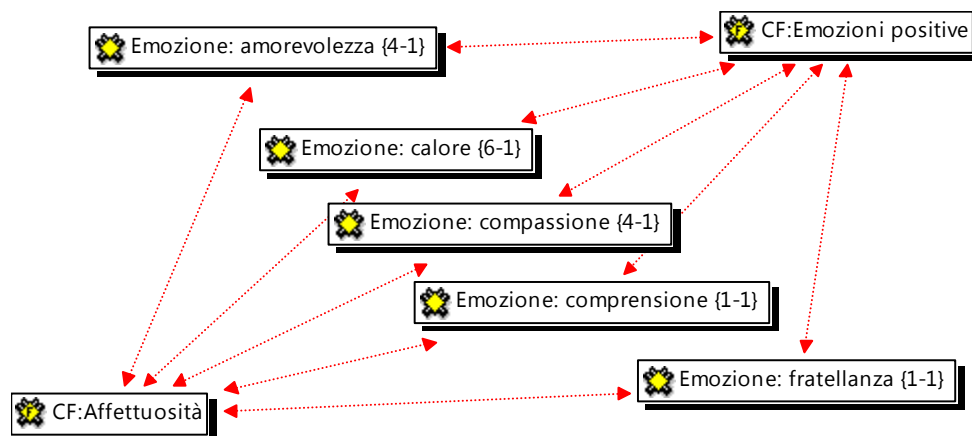 CF:Emozioni positive
Emozione: amorevolezza {4-1}
Emozione: calore {6-1}
Emozione: compassione {4-1}
Emozione: comprensione {1-1}
Emozione: fratellanza {1-1}
CF:Affettuosità